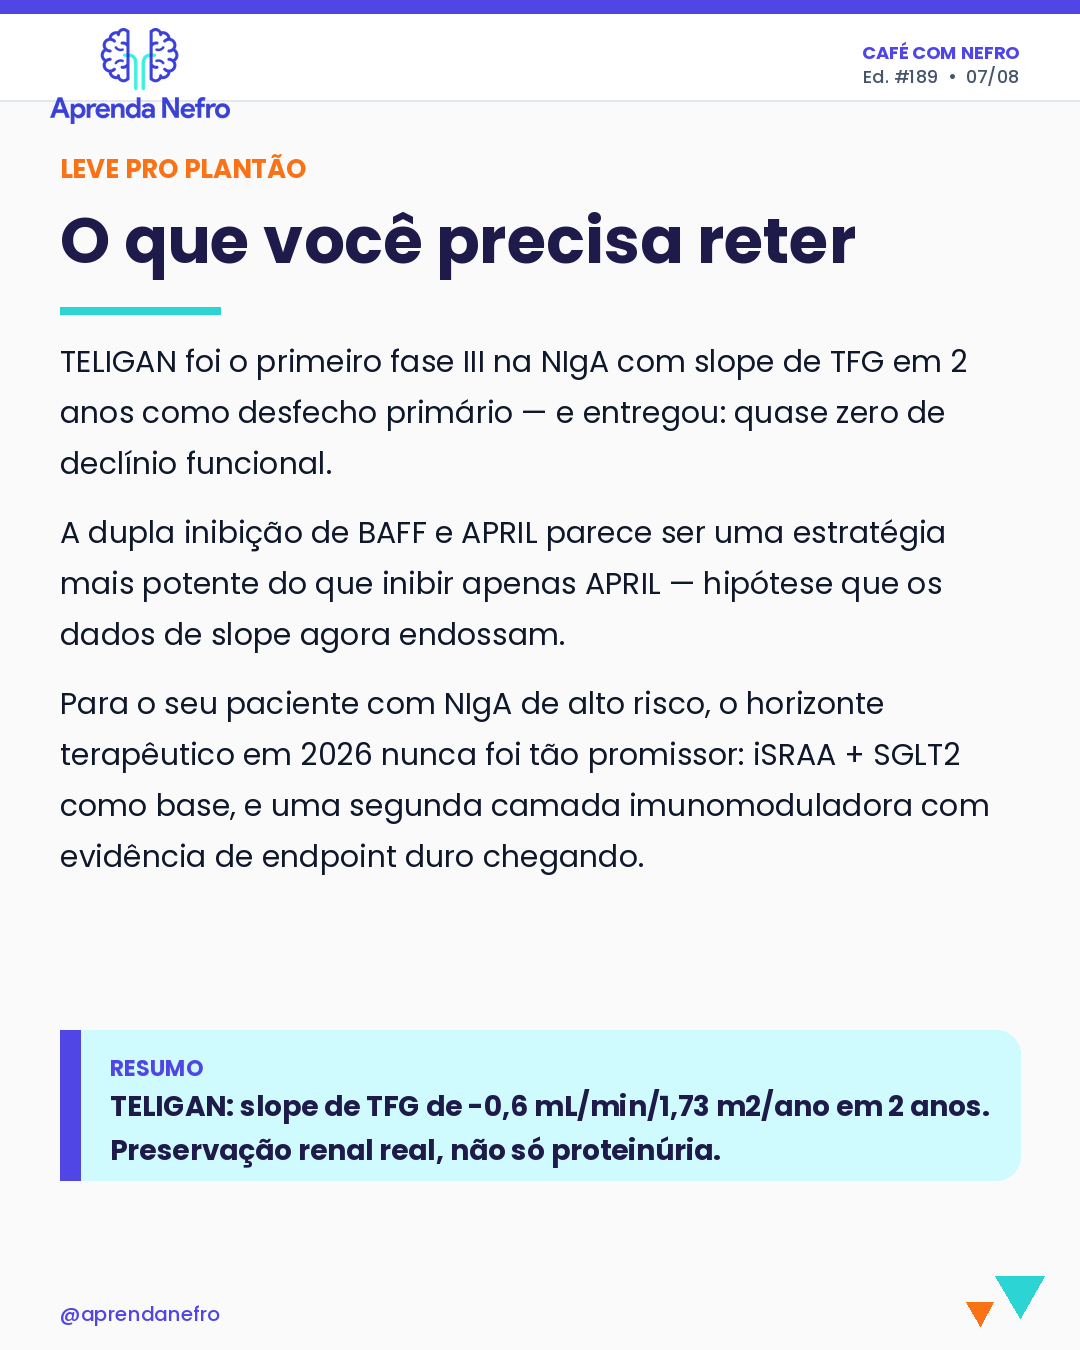 Aprenda Nefro
CAFÉ COM NEFRO
Ed. #189 • 07/08
LEVE PRO PLANTÃO
O que você precisa reter
TELIGAN foi o primeiro fase III na NIgA com slope de TFG em 2
anos como desfecho primário — e entregou: quase zero de
declínio funcional.
A dupla inibição de BAFF e APRIL parece ser uma estratégia
mais potente do que inibir apenas APRIL — hipótese que os
dados de slope agora endossam.
Para o seu paciente com NIgA de alto risco, o horizonte
terapêutico em 2026 nunca foi tão promissor: iSRAA + SGLT2
como base, e uma segunda camada imunomoduladora com
evidência de endpoint duro chegando.
RESUMO
TELIGAN: slope de TFG de -0,6 mL/min/1,73 m2/ano em 2 anos.
Preservação renal real, não só proteinúria.
@aprendanefro